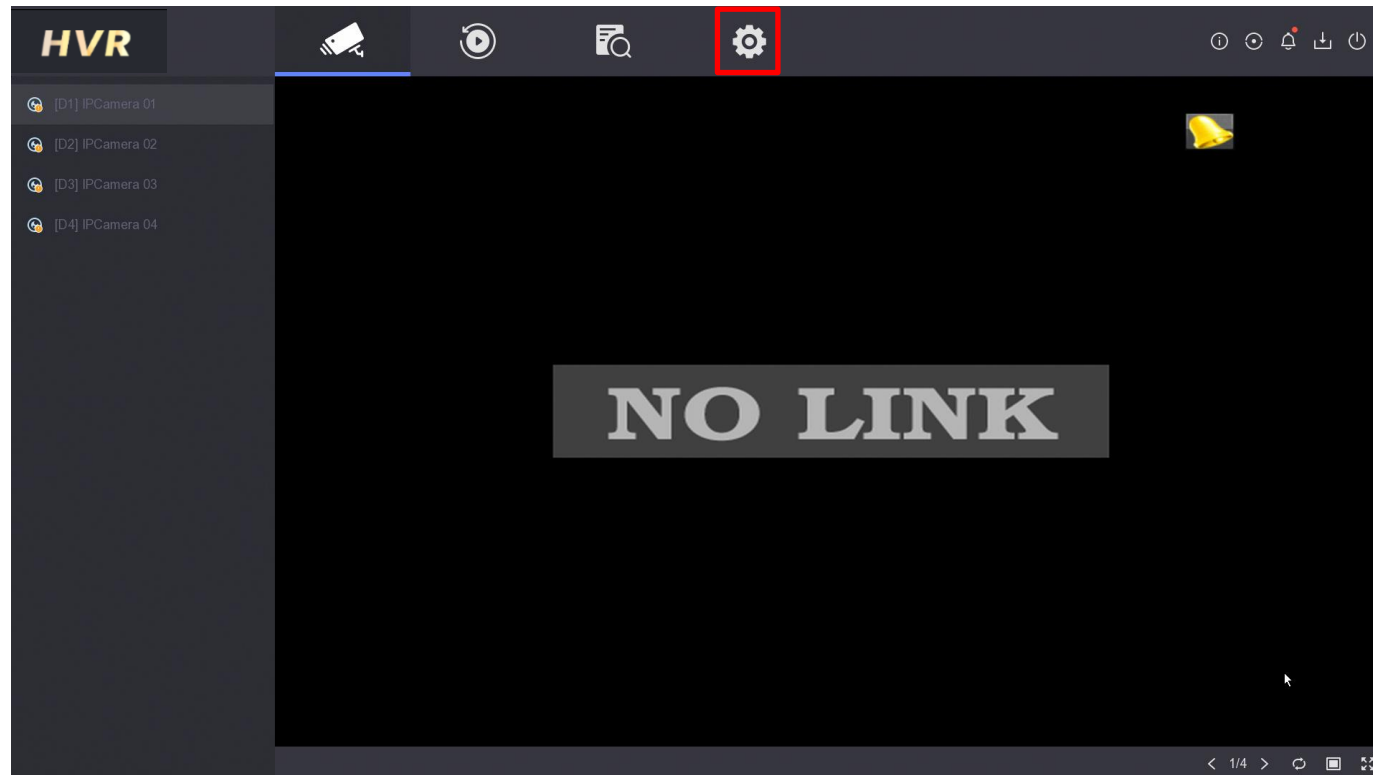 HVR
[D1] IPCamera 01
[D2] IPCamera 02
[D3] IPCamera 03
[D4] IPCamera 04
NO LINK
1/4